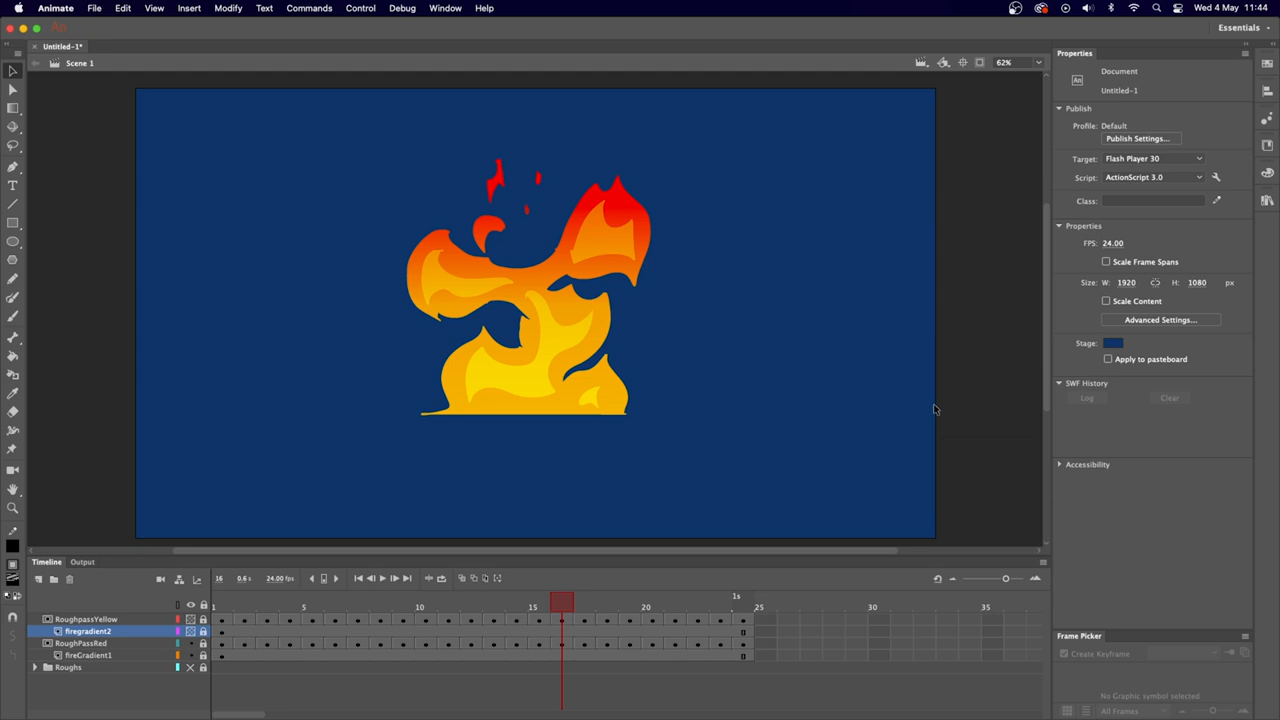 Animate File Edit View Insert Modify Text Commands Control Debug Window Help Wed 4 May 11:44
An Essentials
Untitled-1*
Scene 1 62%
Properties
An Document
Untitled-1
Publish
Profile: Default
Publish Settings...
Target: Flash Player 30
Script: ActionScript 3.0
Class:
Properties
FPS: 24.00
Scale Frame Spans
Size: W: 1920 H: 1080 px
Scale Content
Advanced Settings...
Stage:
Apply to pasteboard
SWF History
Log Clear
Accessibility
Timeline Output
16 0.6 s 24.00 fps
1s
1 5 10 15 20 25 30 35
RoughpassYellow
firegradient2
RoughPassRed
fireGradient1
Roughs
Frame Picker
Create Keyframe
No Graphic symbol selected
All Frames